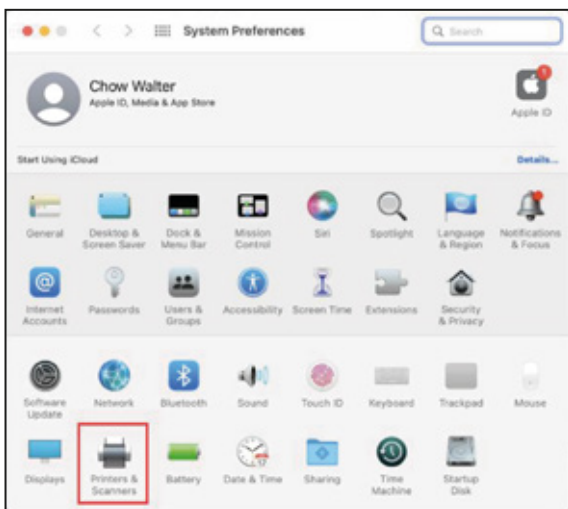 System Preferences
Search
Chow Walter
Apple ID, Media & App Store
1
Apple ID
Start Using iCloud
Details...
General
Desktop &
Screen Saver
Dock &
Menu Bar
Mission
Control
Siri
Spotlight
Language
& Region
Notifications
& Focus
Internet
Accounts
Passwords
Users &
Groups
Accessibility
Screen Time
Extensions
Security
& Privacy
Software
Update
Network
Bluetooth
Sound
Touch ID
Keyboard
Trackpad
Mouse
Displays
Printers &
Scanners
Battery
Date & Time
Sharing
Time
Machine
Startup
Disk